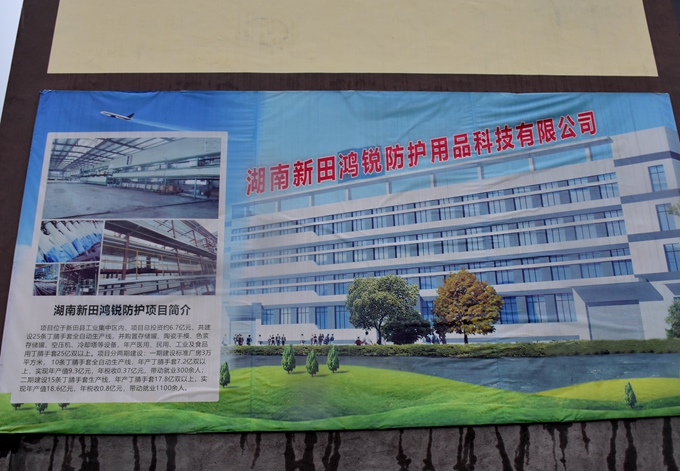 湖南新田鸿锐防护用品科技有限公司
湖南新田鸿锐防护项目简介
项目位于新田县工业集中区内，项目总投资约6.7亿元，共建
设25条丁腈手套全自动生产线，并购置存储罐、陶瓷手模、色浆
存储罐、空压机、冷却塔等设备，年产医用、民用、工业及食品
用丁腈手套25亿双以上。项目分两期建设：一期建设标准厂房3万
平方米，10条丁腈手套全自动生产线，年产丁腈手套7.2亿双以
上，实现年产值9.3亿元、年税收0.37亿元，带动就业300余人；
二期建设15条丁腈手套生产线，年产丁腈手套17.8亿双以上，实
现年产值18.6亿元，年税收0.8亿元，带动就业1100余人。